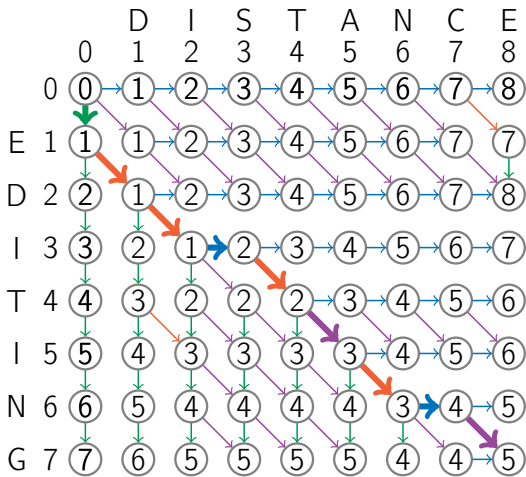 D I S T A N C E
0 1 2 3 4 5 6 7 8
0 0 1 2 3 4 5 6 7 8
E 1 1 1 2 3 4 5 6 7 7
D 2 2 1 2 3 4 5 6 7 8
I 3 3 2 1 2 3 4 5 6 7
T 4 4 3 2 2 2 3 4 5 6
I 5 5 4 3 3 3 3 4 5 6
N 6 6 5 4 4 4 4 3 4 5
G 7 7 6 5 5 5 5 4 4 5